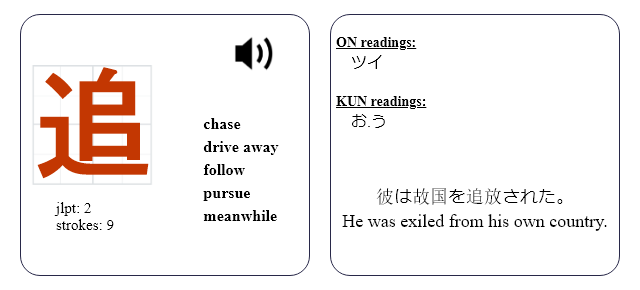 追
jlpt: 2
strokes: 9
chase
drive away
follow
pursue
meanwhile
ON readings:
ツイ
KUN readings:
お.う
彼は故国を追放された。
He was exiled from his own country.